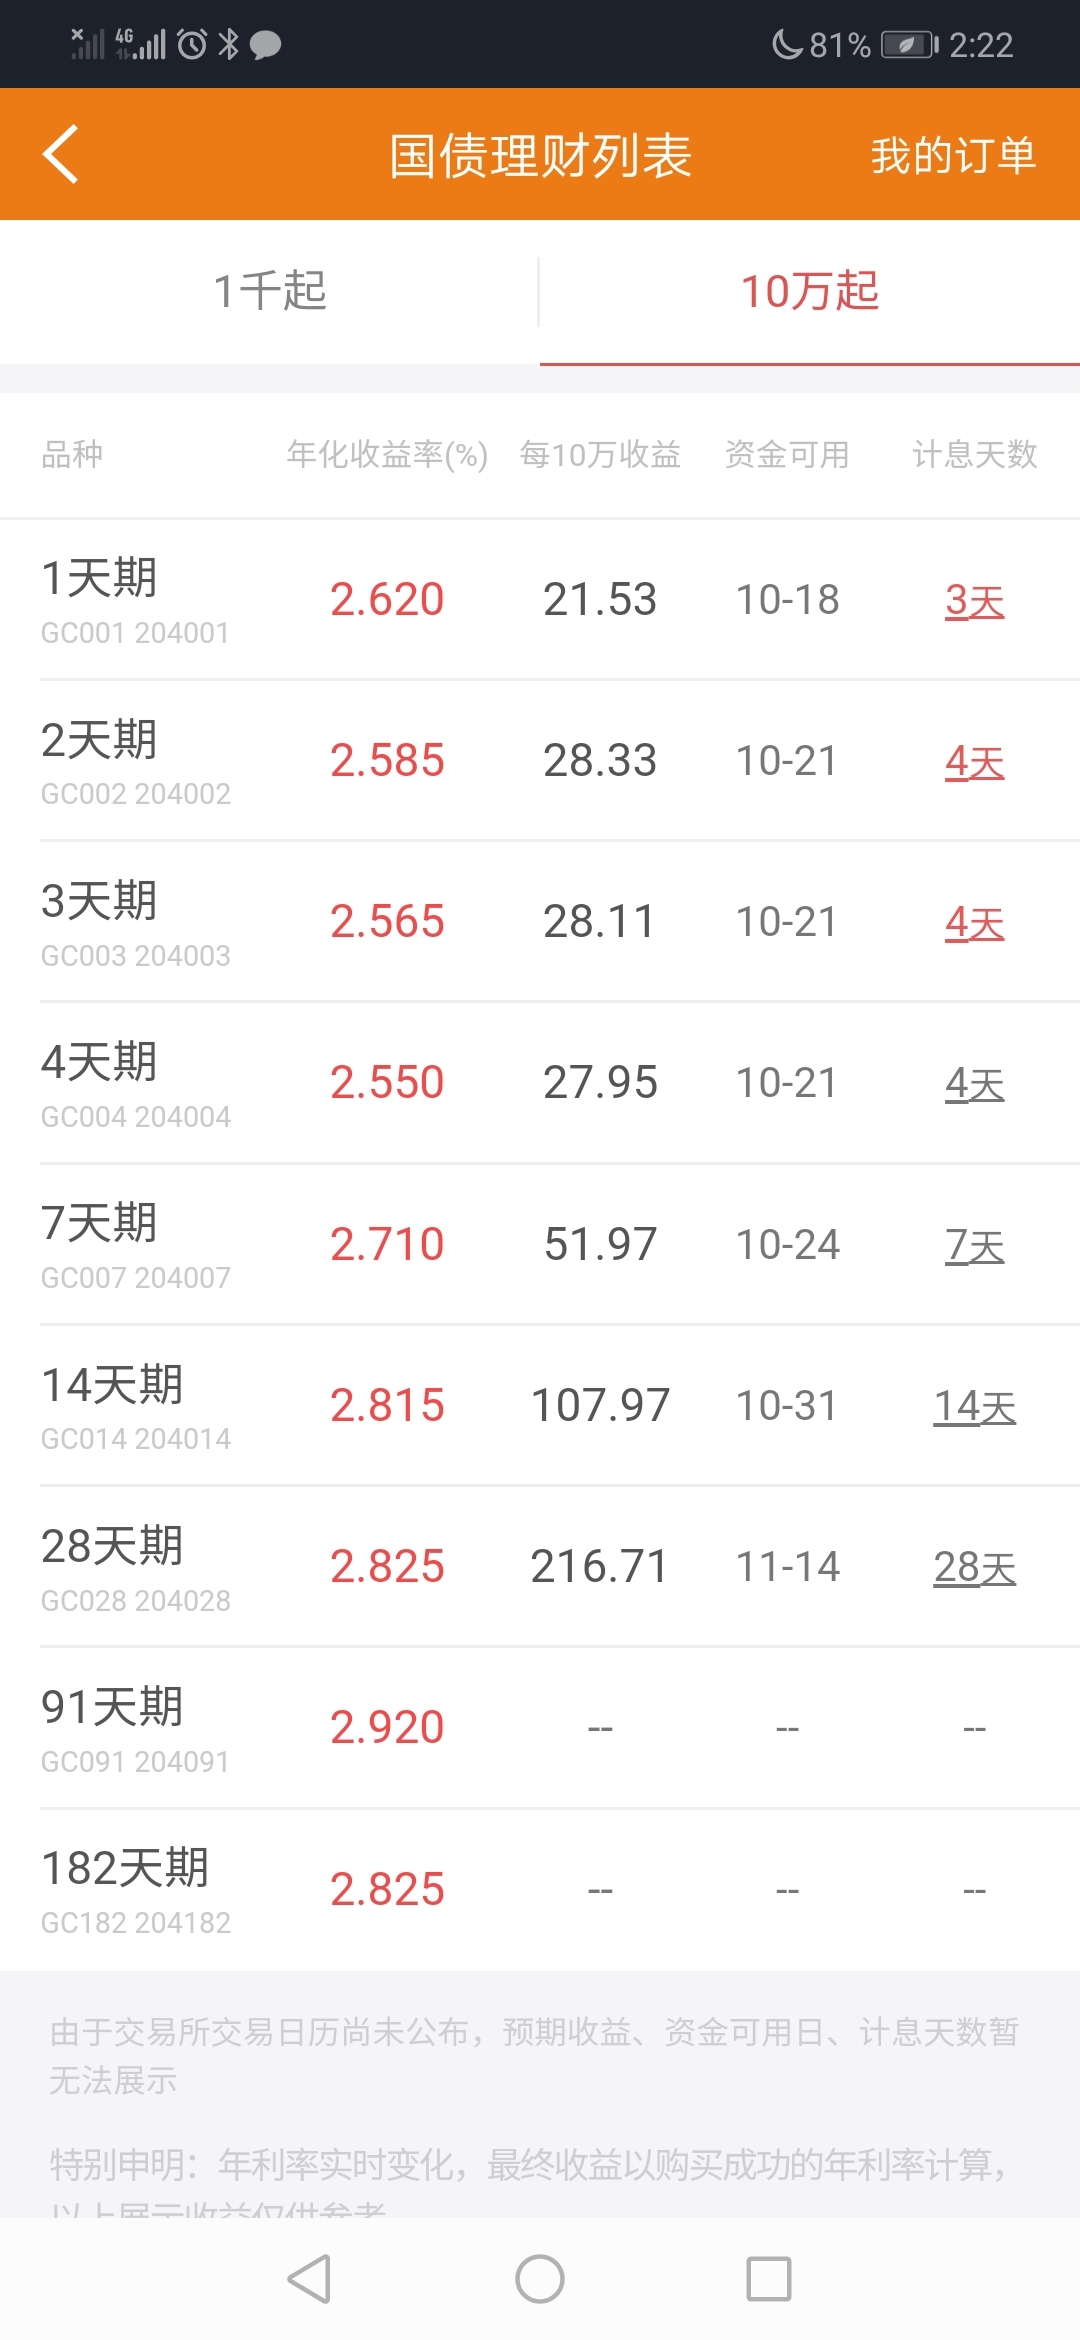 4G 81% 2:22
国债理财列表 我的订单
1千起 10万起
品种 年化收益率(%) 每10万收益 资金可用 计息天数
1天期 2.620 21.53 10-18 3天
GC001 204001
2天期 2.585 28.33 10-21 4天
GC002 204002
3天期 2.565 28.11 10-21 4天
GC003 204003
4天期 2.550 27.95 10-21 4天
GC004 204004
7天期 2.710 51.97 10-24 7天
GC007 204007
14天期 2.815 107.97 10-31 14天
GC014 204014
28天期 2.825 216.71 11-14 28天
GC028 204028
91天期 2.920 -- -- --
GC091 204091
182天期 2.825 -- -- --
GC182 204182
由于交易所交易日历尚未公布，预期收益、资金可用日、计息天数暂
无法展示
特别申明：年利率实时变化，最终收益以购买成功的年利率计算，
以上展示收益仅供参考